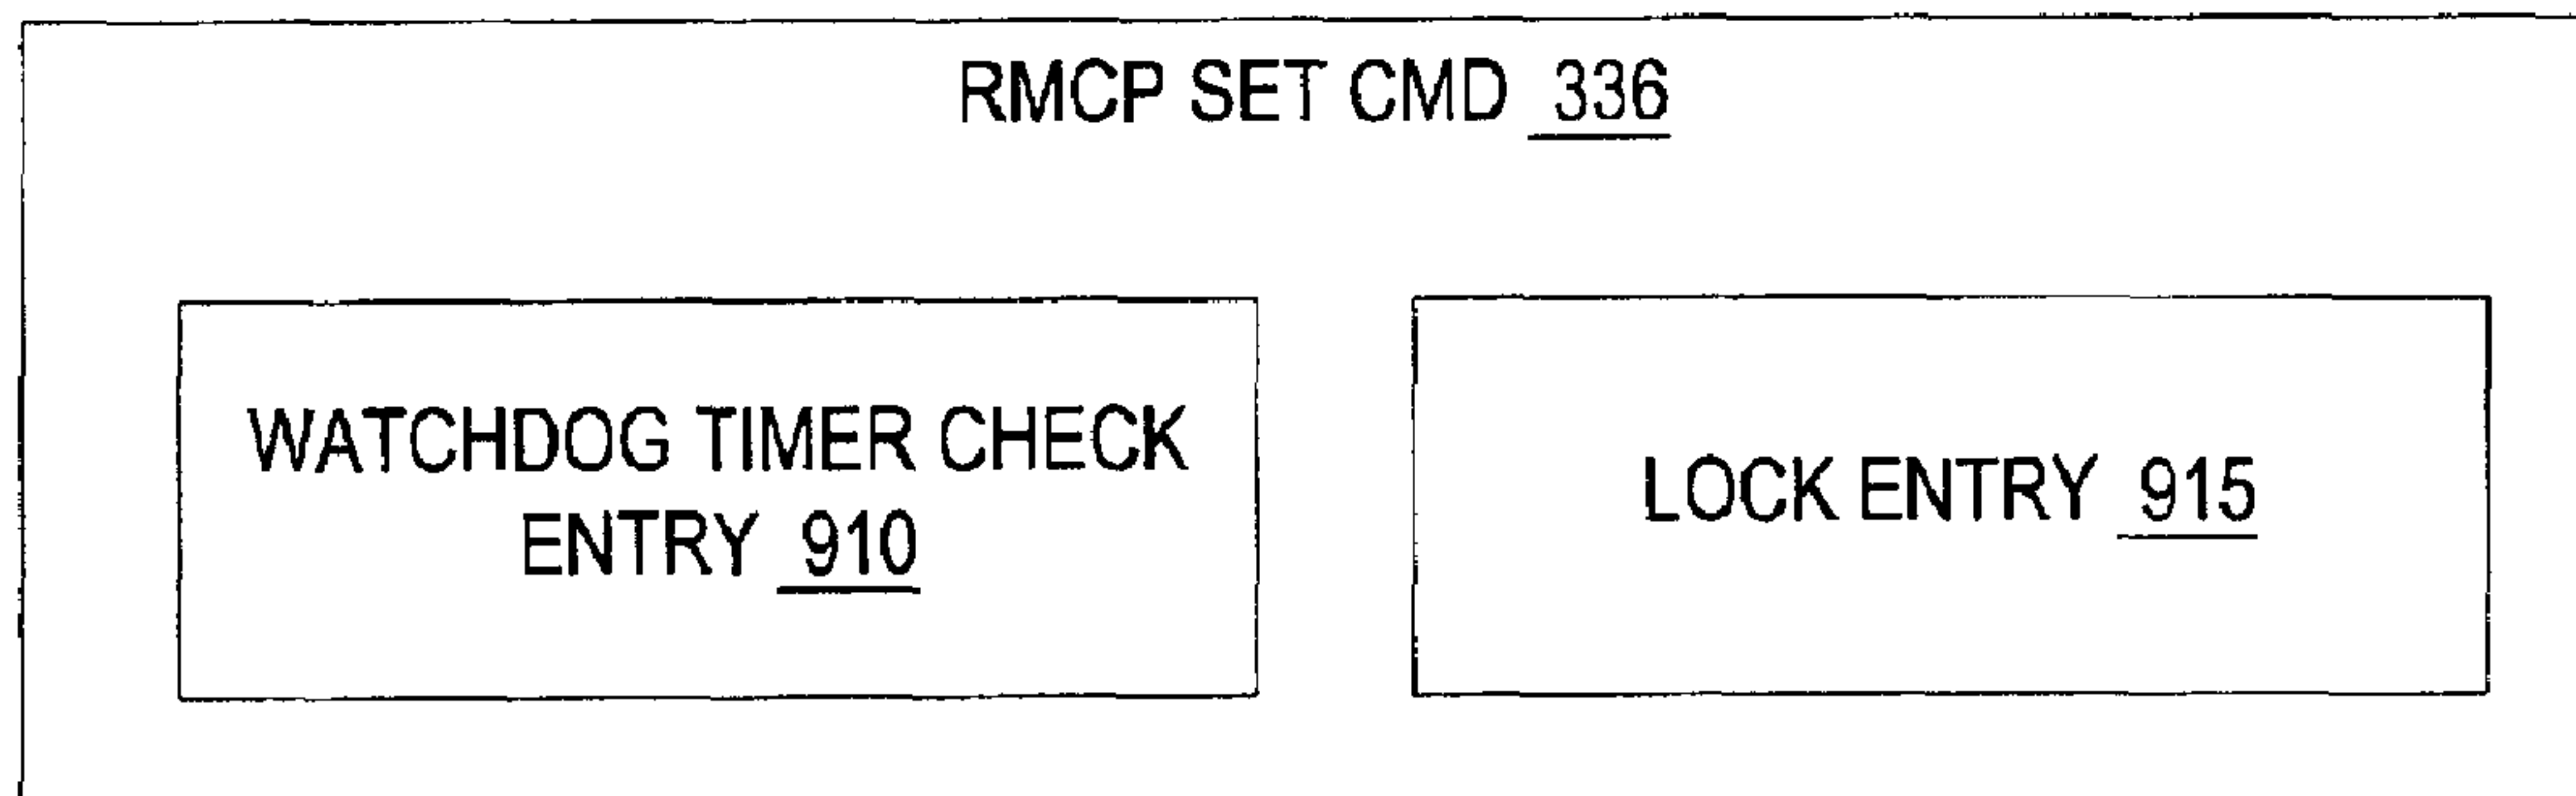 RMCP SET CMD 336
WATCHDOG TIMER CHECK
ENTRY 910
LOCK ENTRY 915